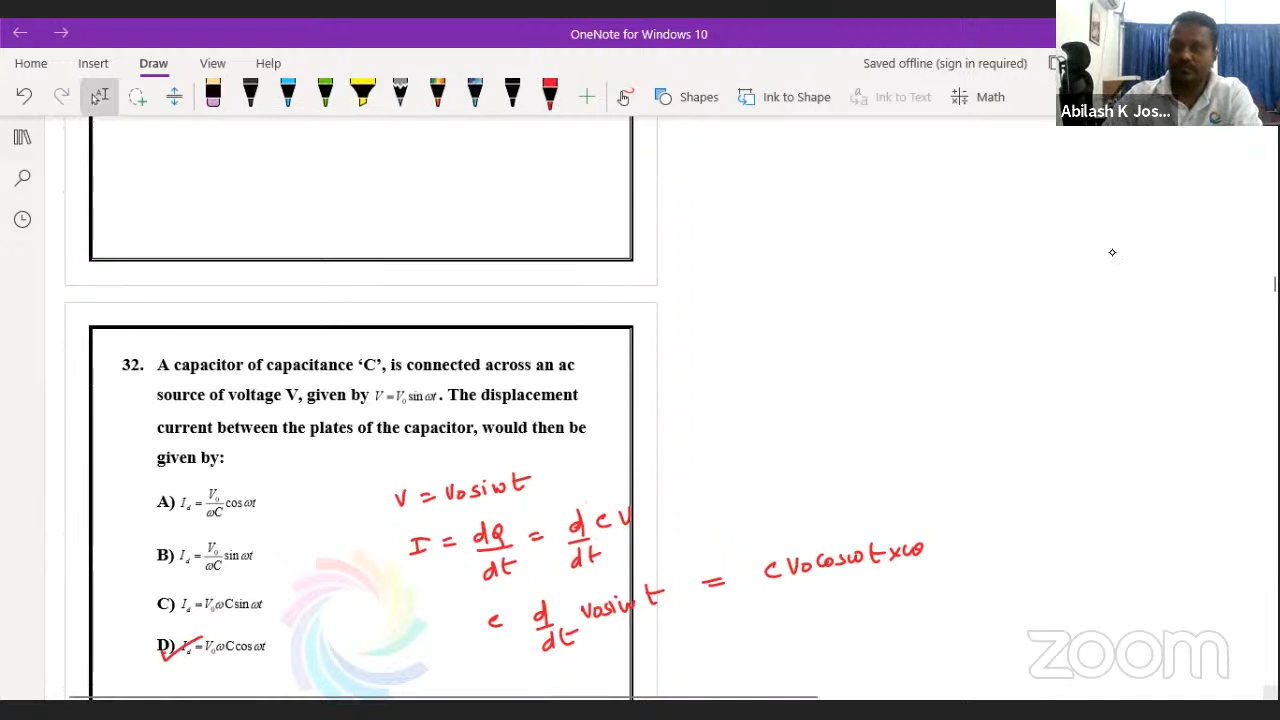 OneNote for Windows 10
Home Insert Draw View Help
Saved offline (sign in required)
Shapes Ink to Shape Ink to Text Math
Abilash K Jos...
32. A capacitor of capacitance ‘C’, is connected across an ac
source of voltage V, given by V = V₀ sin ωt. The displacement
current between the plates of the capacitor, would then be
given by:
A) I_d = V₀/ωC cos ωt
B) I_d = V₀/ωC sin ωt
C) I_d = V₀ωC sin ωt
D) I_d = V₀ωC cos ωt
V = V₀ sin ωt
I = dQ/dt = d/dt CV
C d/dt V₀ sin ωt = C V₀ cos ωt × ω
zoom